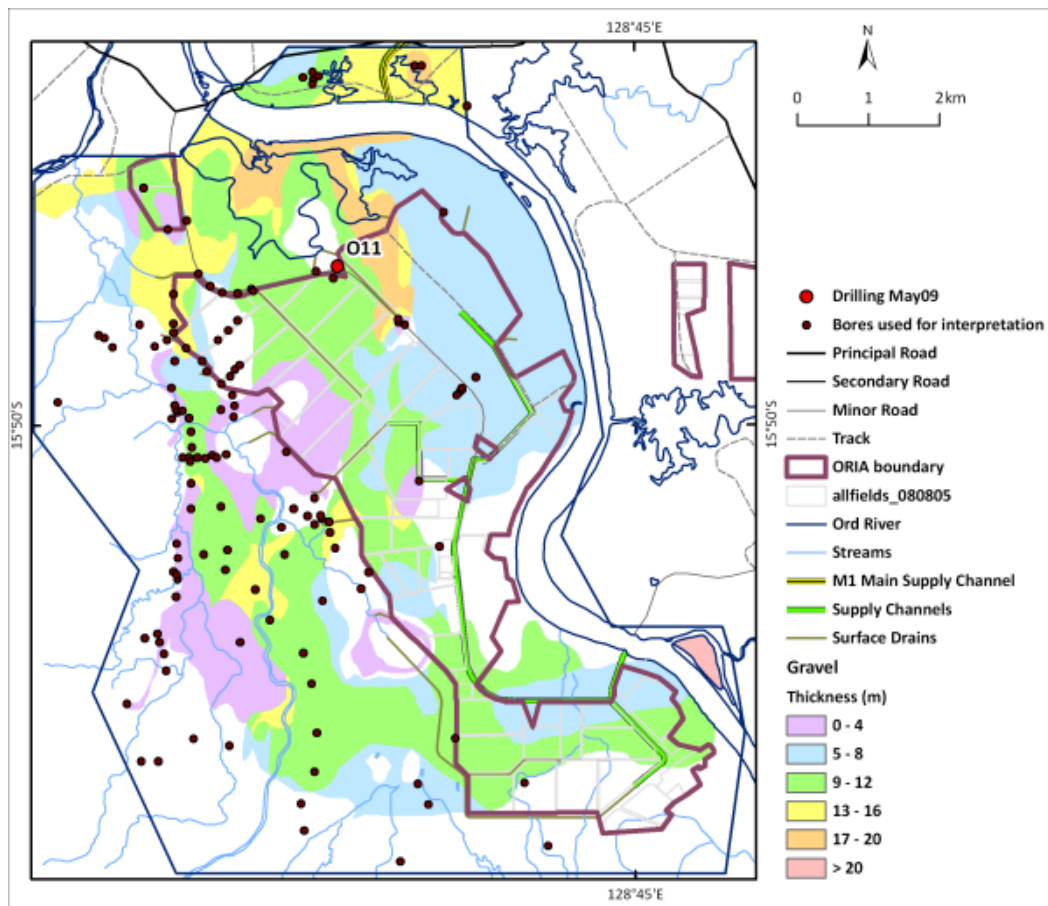 128°45'E
N
0 1 2km
O11
15°50'S
15°50'S
Drilling May09
Bores used for interpretation
Principal Road
Secondary Road
Minor Road
Track
ORIA boundary
allfields_080805
Ord River
Streams
M1 Main Supply Channel
Supply Channels
Surface Drains
Gravel
Thickness (m)
0 - 4
5 - 8
9 - 12
13 - 16
17 - 20
> 20
128°45'E